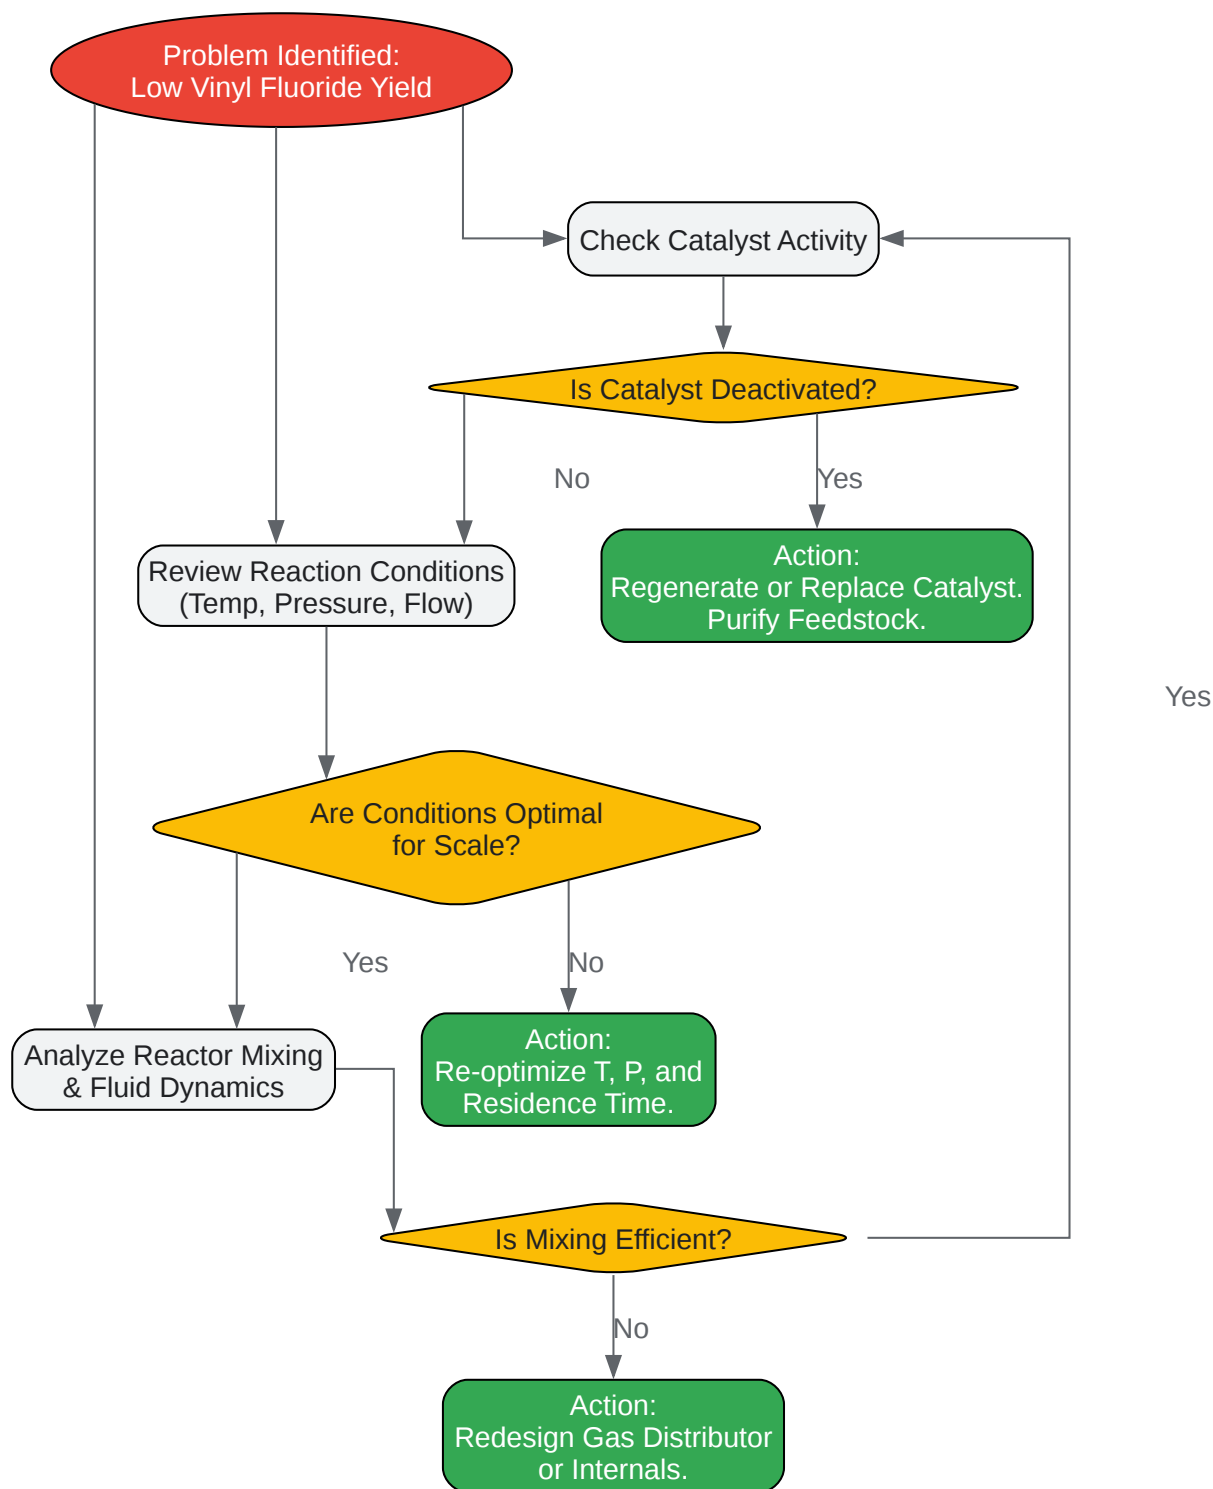 Problem Identified:
Low Vinyl Fluoride Yield
Check Catalyst Activity
Is Catalyst Deactivated?
No
Yes
Review Reaction Conditions
(Temp, Pressure, Flow)
Action:
Regenerate or Replace Catalyst.
Purify Feedstock.
Yes
Are Conditions Optimal
for Scale?
Yes
No
Analyze Reactor Mixing
& Fluid Dynamics
Action:
Re-optimize T, P, and
Residence Time.
Is Mixing Efficient?
No
Action:
Redesign Gas Distributor
or Internals.